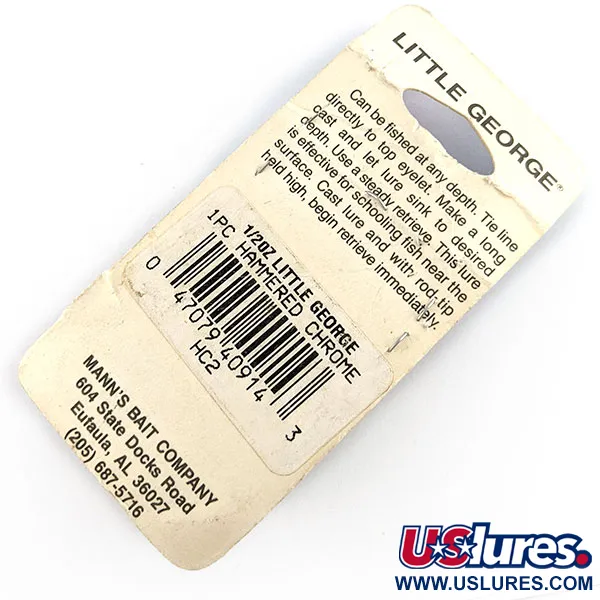 LITTLE GEORGE®
Can be fished at any depth. Tie line
directly to top eyelet. Make a long
cast and let lure sink to desired
depth. Use a steady retrieve. This lure
is effective for schooling fish near the
surface. Cast lure and with rod tip
held high, begin retrieve immediately.
1/2OZ LITTLE GEORGE
1PC HAMMERED CHROME
0 47079 40914 3
HC2
MANN'S BAIT COMPANY
604 State Docks Road
Eufaula, AL 36027
(205) 687-5716
USlures.
WWW.USLURES.COM